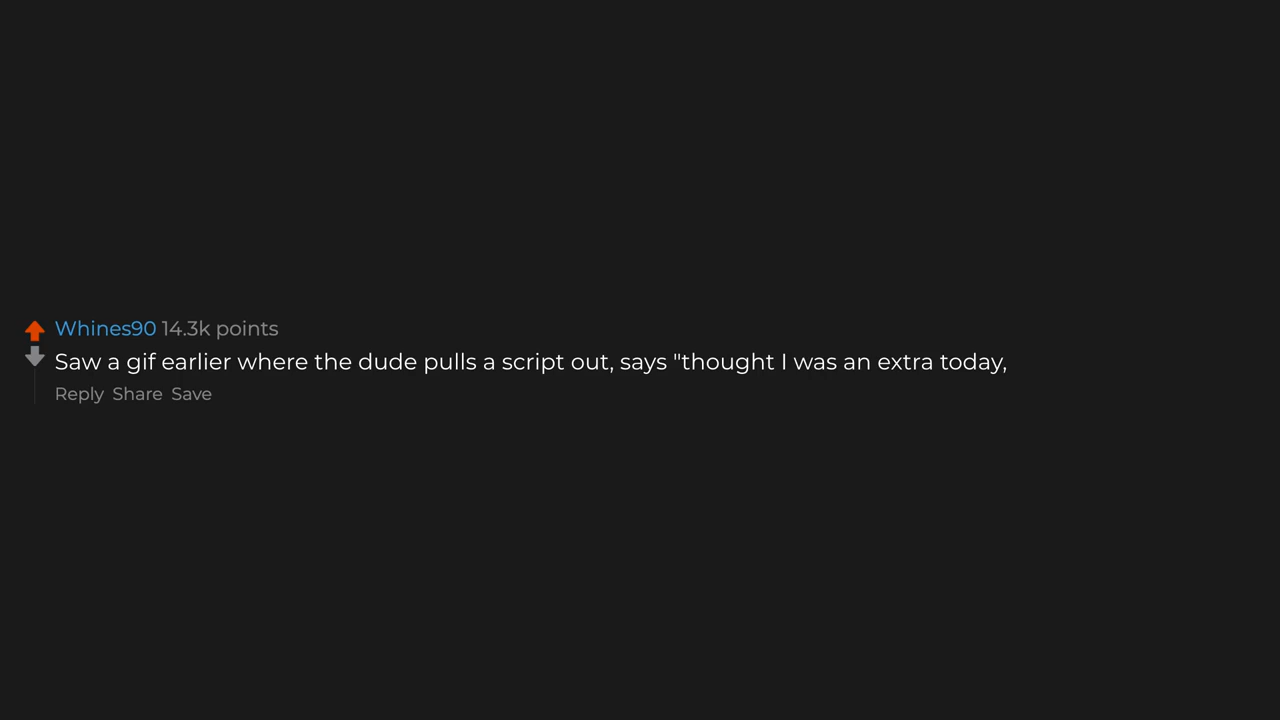 Whines90 14.3k points
Saw a gif earlier where the dude pulls a script out, says "thought I was an extra today,
Reply Share Save